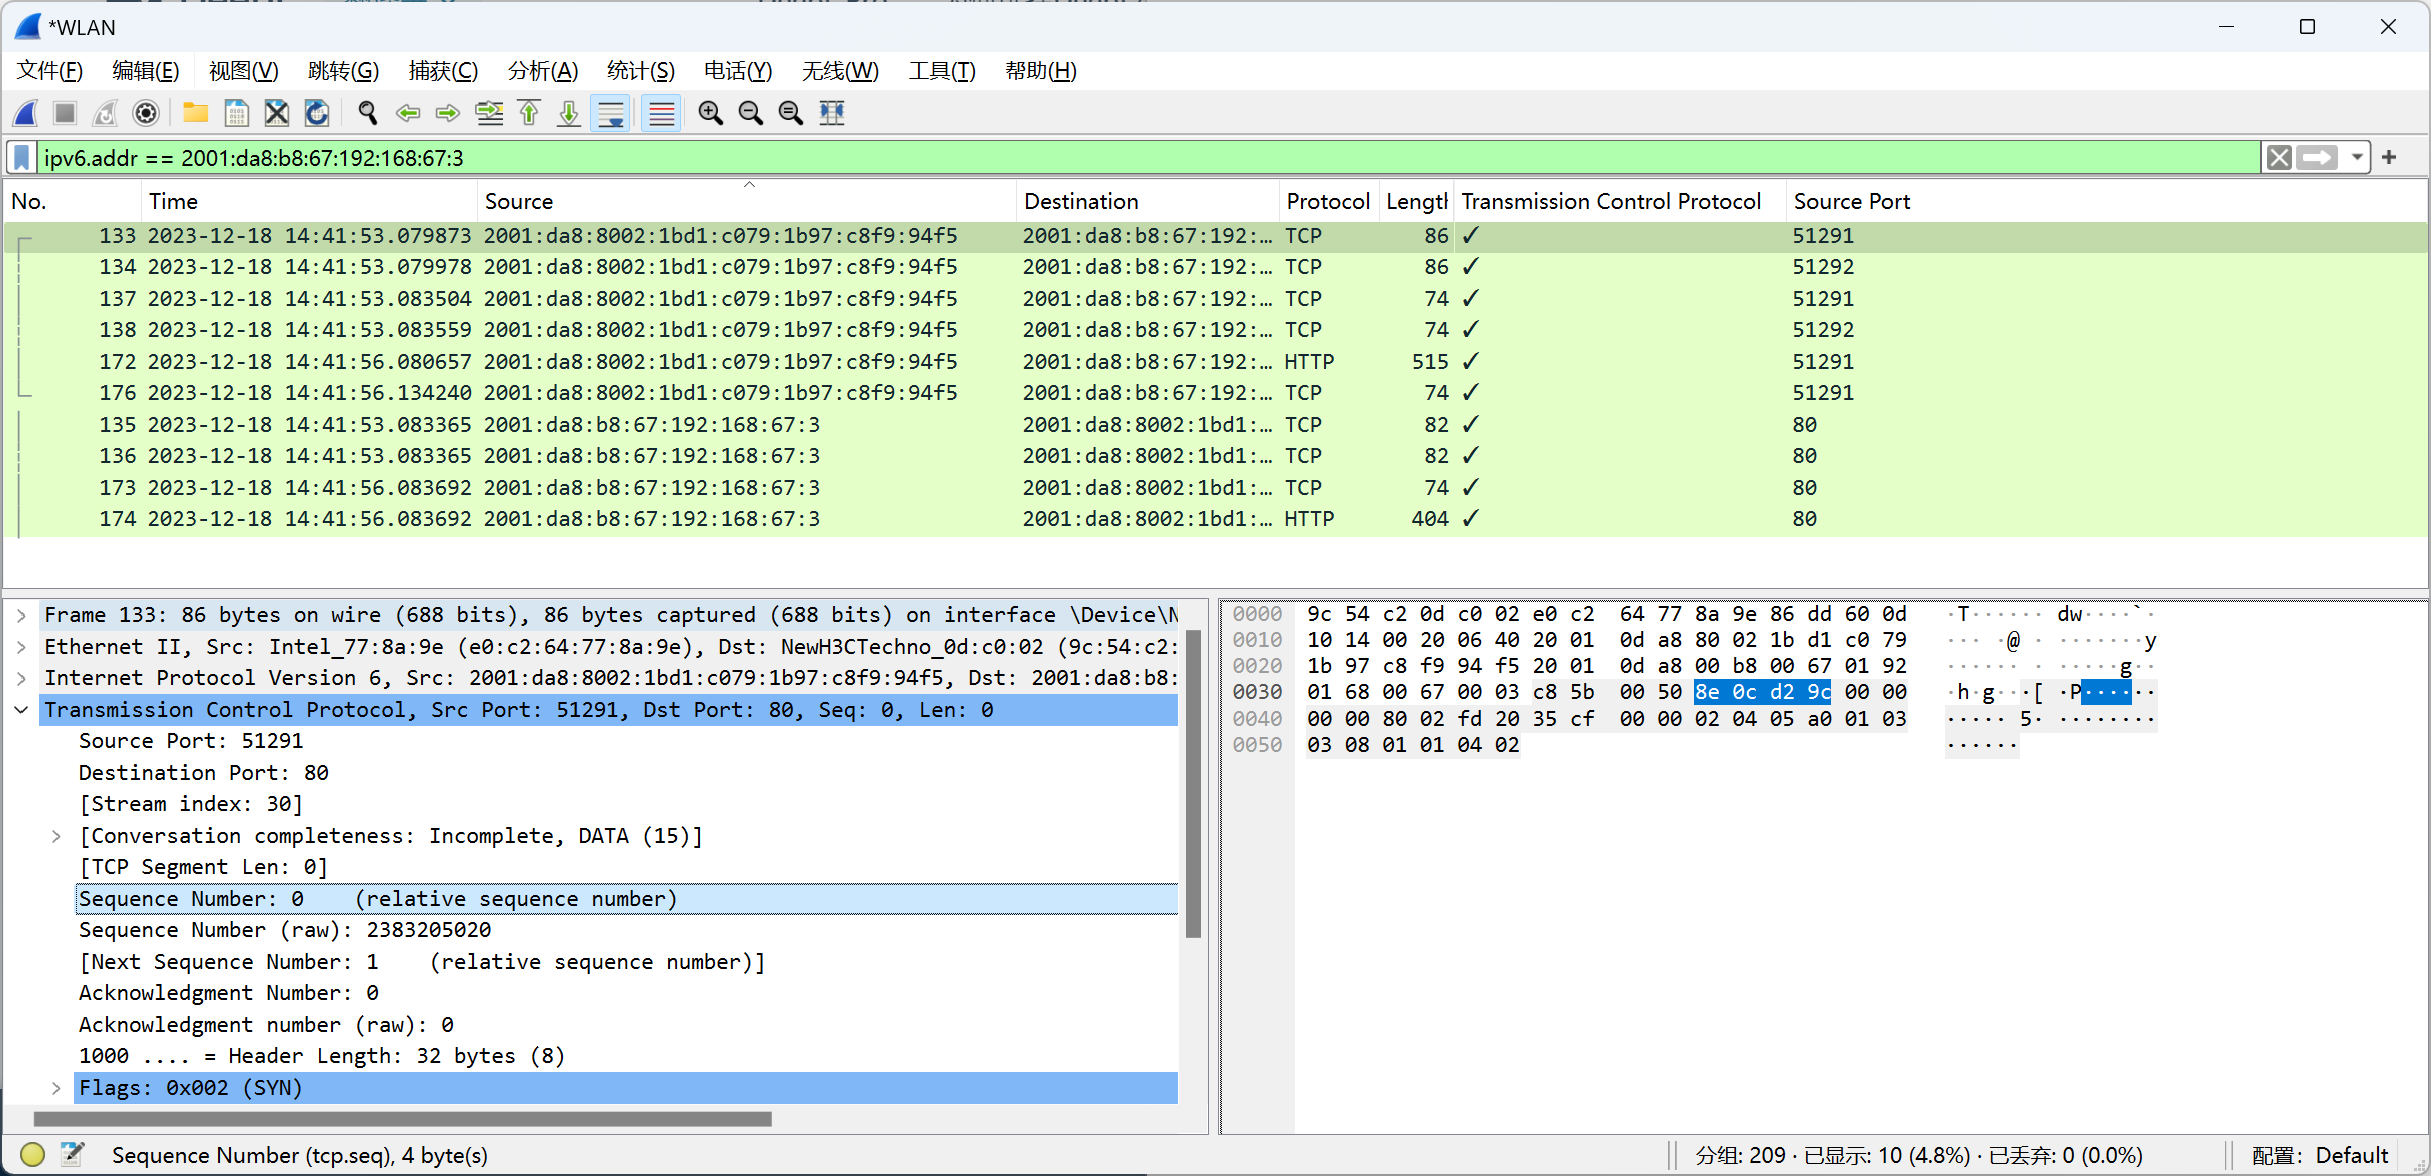 *WLAN
文件(F) 编辑(E) 视图(V) 跳转(G) 捕获(C) 分析(A) 统计(S) 电话(Y) 无线(W) 工具(T) 帮助(H)
ipv6.addr == 2001:da8:b8:67:192:168:67:3
No. Time Source Destination Protocol Lengt Transmission Control Protocol Source Port
133 2023-12-18 14:41:53.079873 2001:da8:8002:1bd1:c079:1b97:c8f9:94f5 2001:da8:b8:67:192:… TCP 86 ✓ 51291
134 2023-12-18 14:41:53.079978 2001:da8:8002:1bd1:c079:1b97:c8f9:94f5 2001:da8:b8:67:192:… TCP 86 ✓ 51292
137 2023-12-18 14:41:53.083504 2001:da8:8002:1bd1:c079:1b97:c8f9:94f5 2001:da8:b8:67:192:… TCP 74 ✓ 51291
138 2023-12-18 14:41:53.083559 2001:da8:8002:1bd1:c079:1b97:c8f9:94f5 2001:da8:b8:67:192:… TCP 74 ✓ 51292
172 2023-12-18 14:41:56.080657 2001:da8:8002:1bd1:c079:1b97:c8f9:94f5 2001:da8:b8:67:192:… HTTP 515 ✓ 51291
176 2023-12-18 14:41:56.134240 2001:da8:8002:1bd1:c079:1b97:c8f9:94f5 2001:da8:b8:67:192:… TCP 74 ✓ 51291
135 2023-12-18 14:41:53.083365 2001:da8:b8:67:192:168:67:3 2001:da8:8002:1bd1:… TCP 82 ✓ 80
136 2023-12-18 14:41:53.083365 2001:da8:b8:67:192:168:67:3 2001:da8:8002:1bd1:… TCP 82 ✓ 80
173 2023-12-18 14:41:56.083692 2001:da8:b8:67:192:168:67:3 2001:da8:8002:1bd1:… TCP 74 ✓ 80
174 2023-12-18 14:41:56.083692 2001:da8:b8:67:192:168:67:3 2001:da8:8002:1bd1:… HTTP 404 ✓ 80
Frame 133: 86 bytes on wire (688 bits), 86 bytes captured (688 bits) on interface \Device\N
Ethernet II, Src: Intel_77:8a:9e (e0:c2:64:77:8a:9e), Dst: NewH3CTechno_0d:c0:02 (9c:54:c2:
Internet Protocol Version 6, Src: 2001:da8:8002:1bd1:c079:1b97:c8f9:94f5, Dst: 2001:da8:b8:
Transmission Control Protocol, Src Port: 51291, Dst Port: 80, Seq: 0, Len: 0
Source Port: 51291
Destination Port: 80
[Stream index: 30]
[Conversation completeness: Incomplete, DATA (15)]
[TCP Segment Len: 0]
Sequence Number: 0    (relative sequence number)
Sequence Number (raw): 2383205020
[Next Sequence Number: 1    (relative sequence number)]
Acknowledgment Number: 0
Acknowledgment number (raw): 0
1000 .... = Header Length: 32 bytes (8)
Flags: 0x002 (SYN)
0000 9c 54 c2 0d c0 02 e0 c2 64 77 8a 9e 86 dd 60 0d ·T······ dw····`·
0010 10 14 00 20 06 40 20 01 0d a8 80 02 1b d1 c0 79 ··· ·@ · ·······y
0020 1b 97 c8 f9 94 f5 20 01 0d a8 00 b8 00 67 01 92 ······ · ·····g··
0030 01 68 00 67 00 03 c8 5b 00 50 8e 0c d2 9c 00 00 ·h·g···[ ·P······
0040 00 00 80 02 fd 20 35 cf 00 00 02 04 05 a0 01 03 ····· 5· ········
0050 03 08 01 01 04 02 ······
Sequence Number (tcp.seq), 4 byte(s) 分组: 209 · 已显示: 10 (4.8%) · 已丢弃: 0 (0.0%) 配置: Default